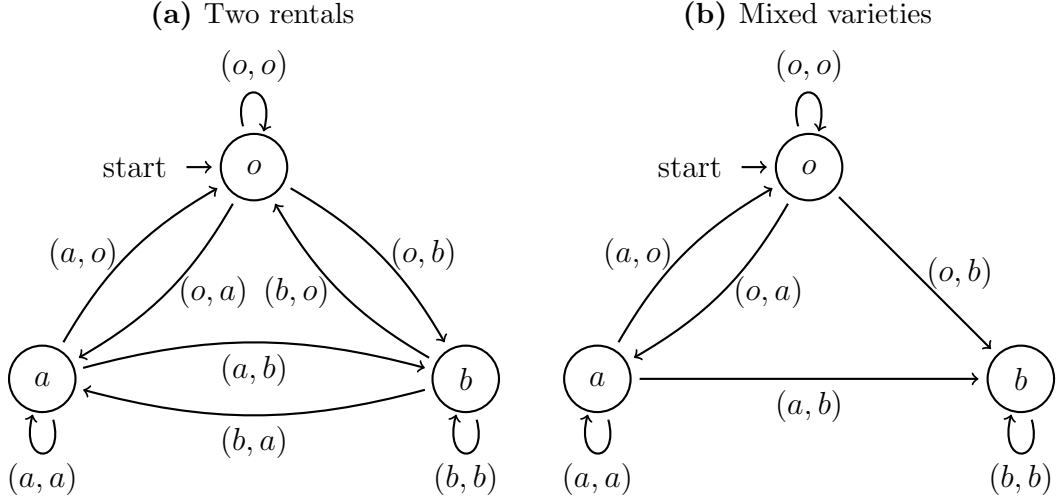 (a) Two rentals
(o, o)
start
o
(a, o)
(o, b)
(o, a)
(b, o)
a
(a, b)
b
(b, a)
(a, a)
(b, b)
(b) Mixed varieties
(o, o)
start
o
(a, o)
(o, b)
(o, a)
a
(a, b)
b
(a, a)
(b, b)